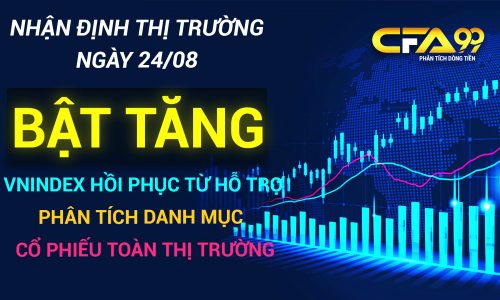 NHẬN ĐỊNH THỊ TRƯỜNG
NGÀY 24/08
CFA99
PHÂN TÍCH DÒNG TIỀN
BẬT TĂNG
VNINDEX HỒI PHỤC TỪ HỖ TRỢ
PHÂN TÍCH DANH MỤC
CỔ PHIẾU TOÀN THỊ TRƯỜNG